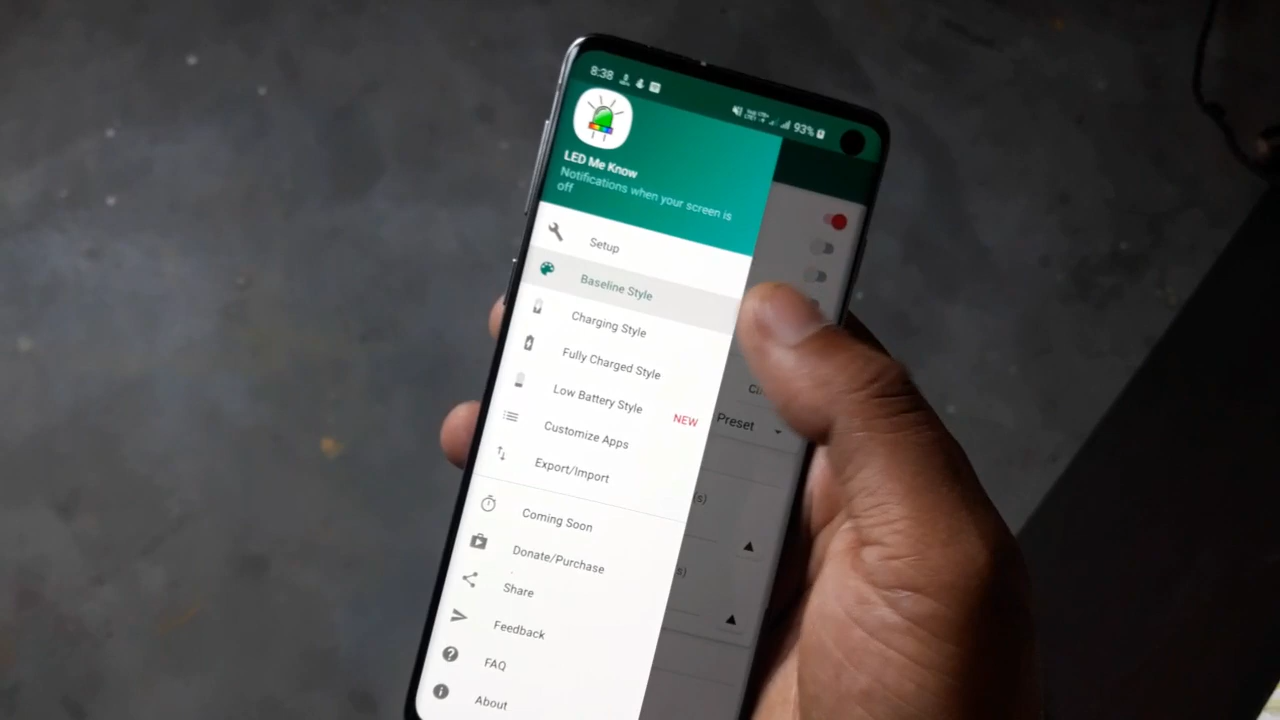 8:38
93%
LED Me Know
Notifications when your screen is
off
Setup
Baseline Style
Charging Style
Fully Charged Style
Low Battery Style
NEW
Customize Apps
Export/Import
Coming Soon
Donate/Purchase
Share
Feedback
FAQ
About
Preset
(s)